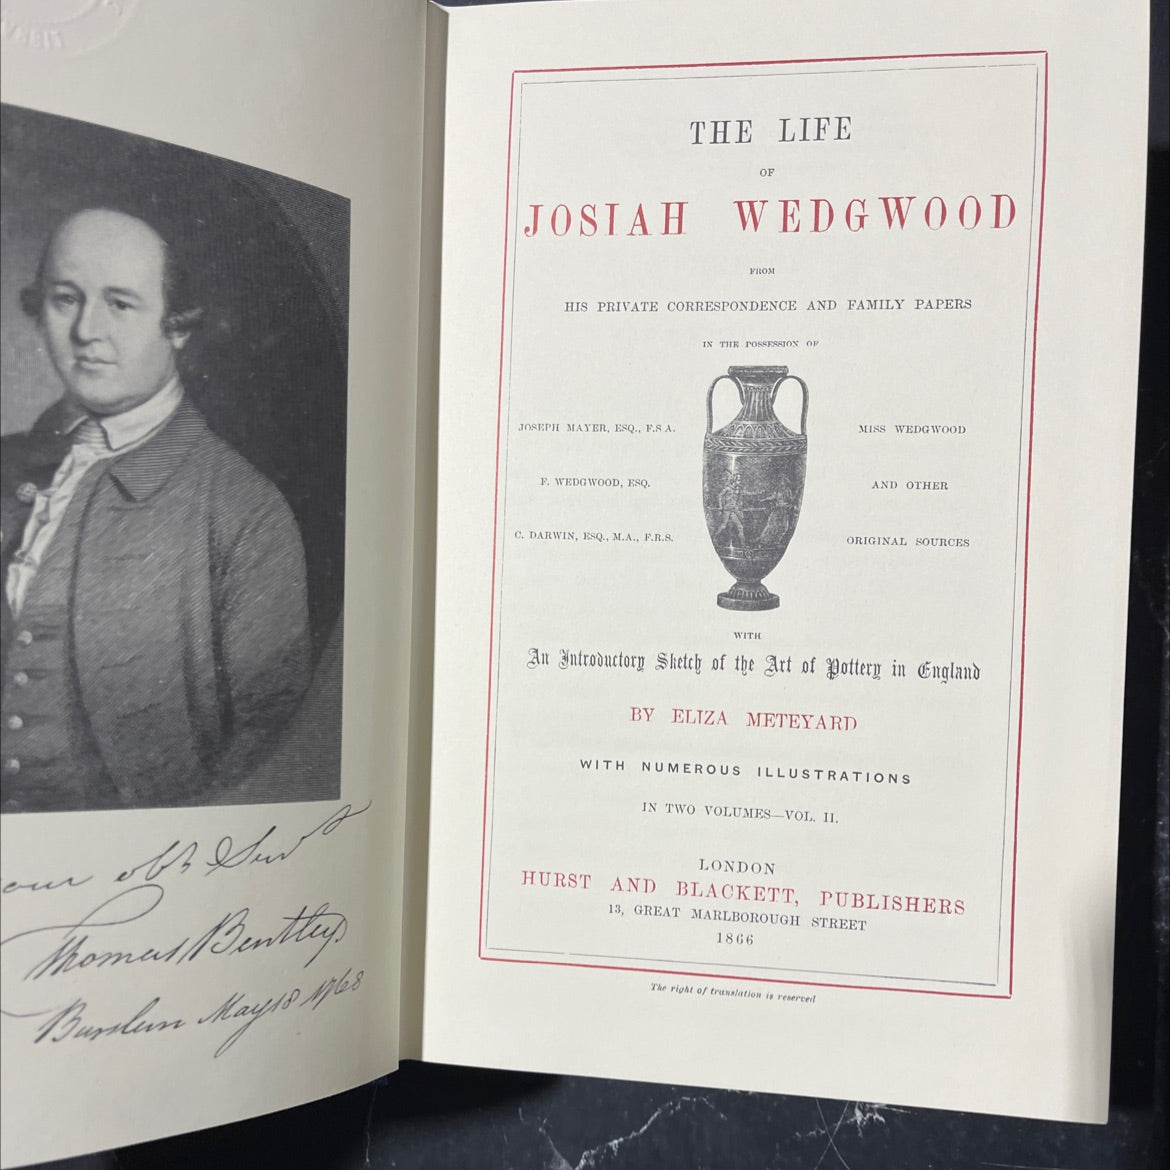 our obt Servt
Thomas Bentley
Burslem May 18 1768
THE LIFE
OF
JOSIAH WEDGWOOD
FROM
HIS PRIVATE CORRESPONDENCE AND FAMILY PAPERS
IN THE POSSESSION OF
JOSEPH MAYER, ESQ., F.S.A.
F. WEDGWOOD, ESQ.
C. DARWIN, ESQ., M.A., F.R.S.
MISS WEDGWOOD
AND OTHER
ORIGINAL SOURCES
WITH
An Introductory Sketch of the Art of Pottery in England
BY ELIZA METEYARD
WITH NUMEROUS ILLUSTRATIONS
IN TWO VOLUMES—VOL. II.
LONDON
HURST AND BLACKETT, PUBLISHERS
13, GREAT MARLBOROUGH STREET
1866
The right of translation is reserved